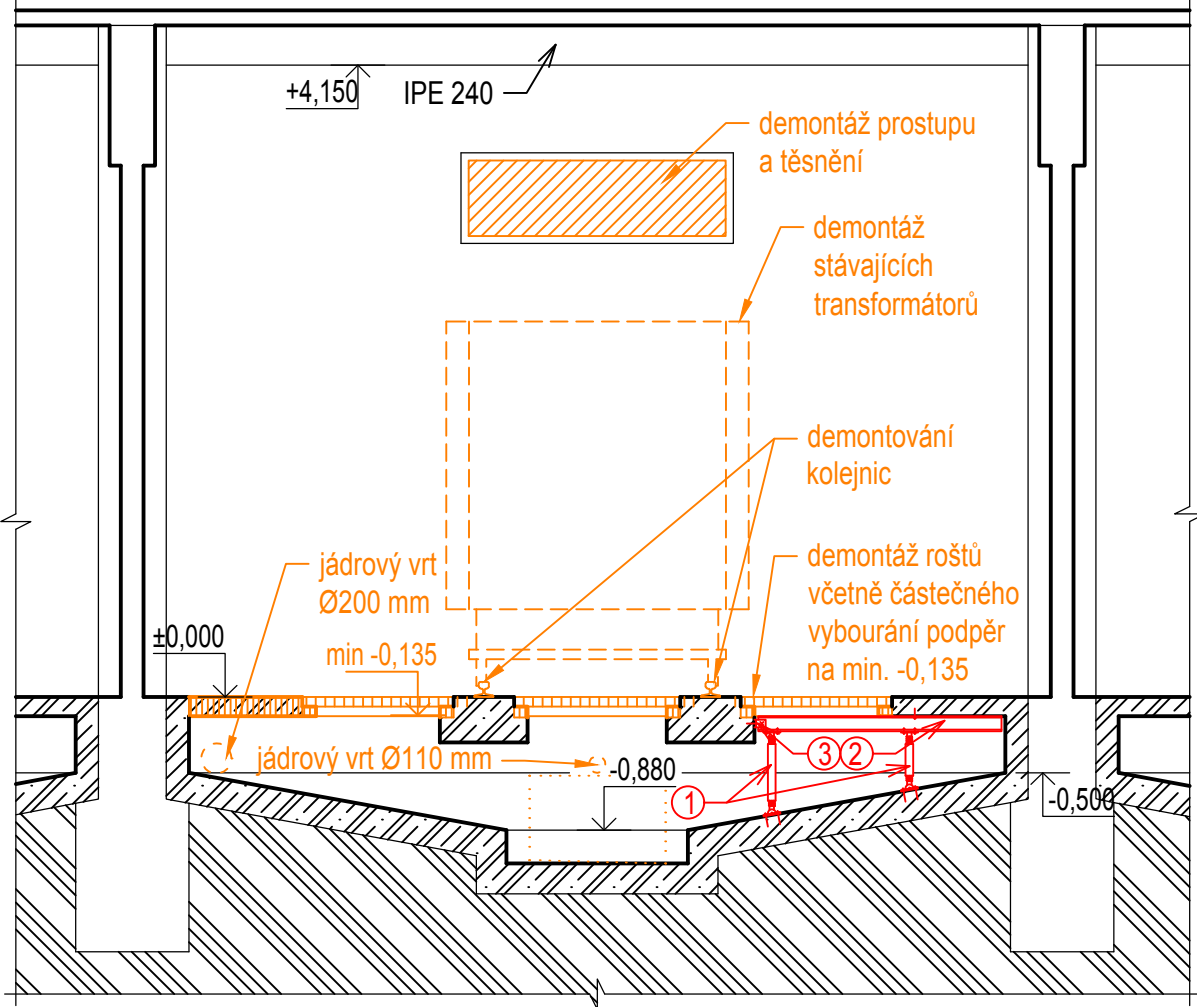 +4,150
IPE 240
demontáž prostupu
a těsnění
demontáž
stávajících
transformátorů
demontování
kolejnic
jádrový vrt
Ø200 mm
demontáž roštů
včetně částečného
vybourání podpěr
na min. -0,135
±0,000
min -0,135
jádrový vrt Ø110 mm
-0,880
3
2
1
-0,500